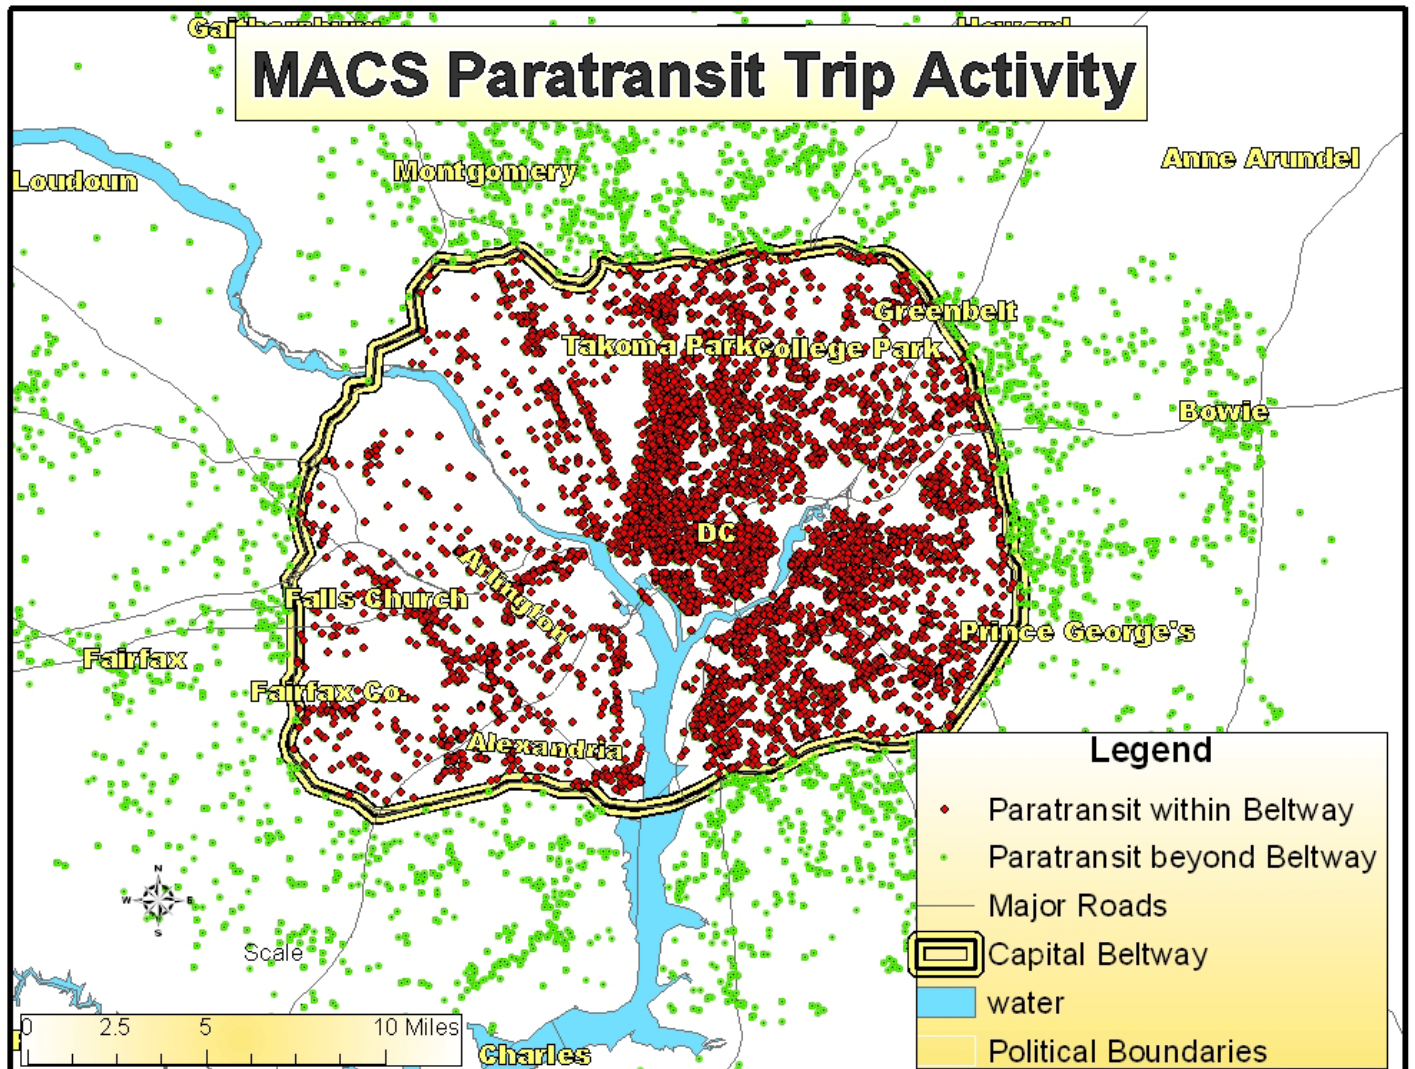 MACS Paratransit Trip Activity
Montgomery
Anne Arundel
Loudoun
Greenbelt
Takoma Park
College Park
Bowie
DC
Arlington
Falls Church
Prince George's
Fairfax
Fairfax Co.
Alexandria
Legend
Paratransit within Beltway
Paratransit beyond Beltway
Major Roads
Capital Beltway
water
Political Boundaries
N
W E
S
Scale
0 2.5 5 10 Miles
Charles